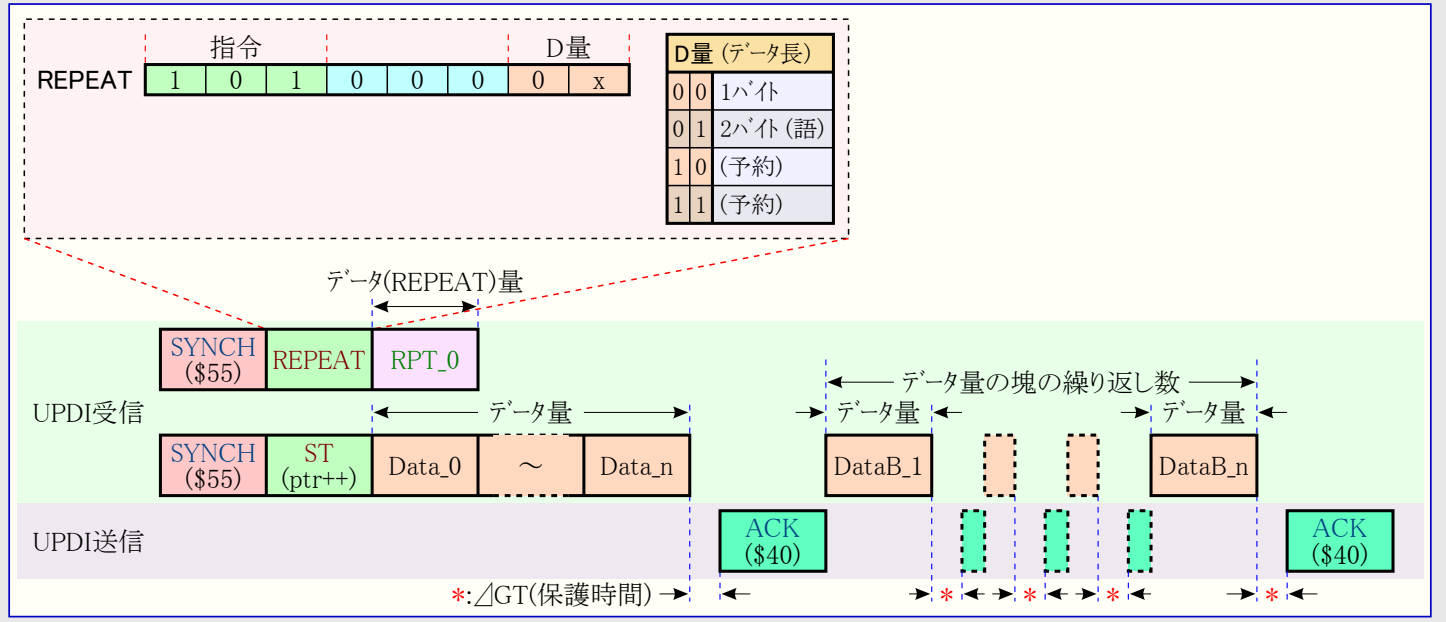 指令 D量
REPEAT 1 0 1 0 0 0 0 x
D量 (データ長)
0 0 1バイト
0 1 2バイト (語)
1 0 (予約)
1 1 (予約)
データ(REPEAT)量
SYNCH
($55)
REPEAT
RPT_0
UPDI受信
データ量
データ量の塊の繰り返し数
データ量
データ量
SYNCH
($55)
ST
(ptr++)
Data_0
～
Data_n
DataB_1
DataB_n
UPDI送信
ACK
($40)
ACK
($40)
*:⊿GT(保護時間)
* * * *